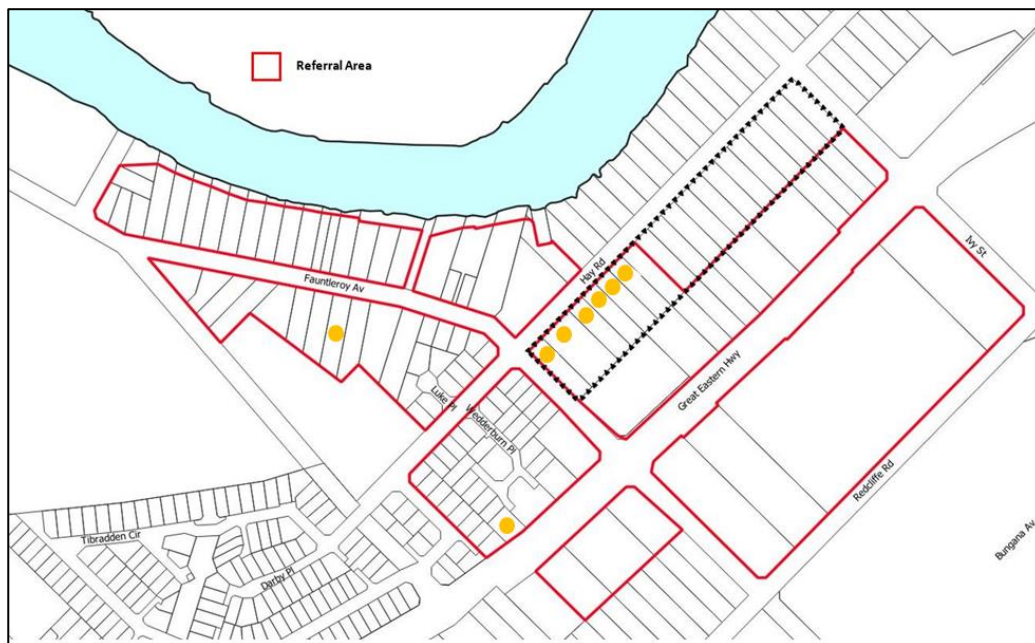 Referral Area
Hay Rd
Ivy St
Fauntleroy Av
Great Eastern Hwy
Luke Pl
Wedderburn Pl
Redcliffe Rd
Bungana Av
Tibradden Cir
Darby Pl